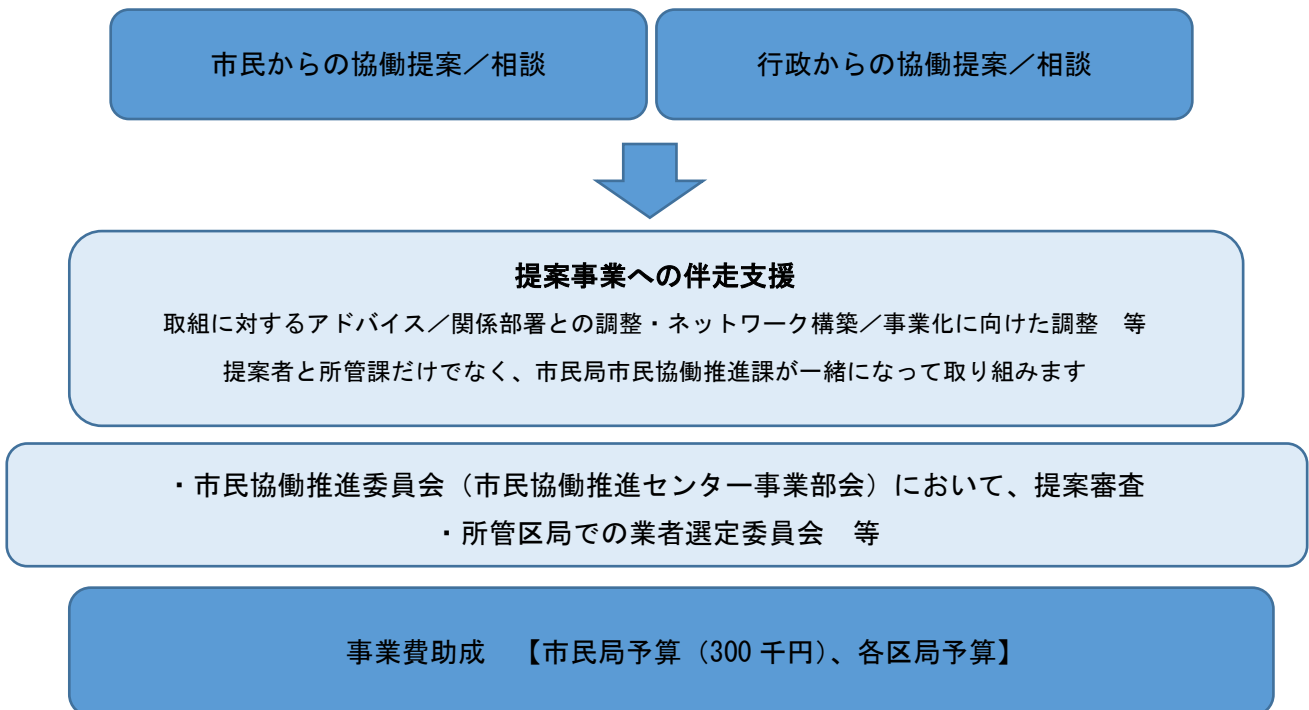 市民からの協働提案／相談
行政からの協働提案／相談
提案事業への伴走支援
取組に対するアドバイス／関係部署との調整・ネットワーク構築／事業化に向けた調整　等
提案者と所管課だけでなく、市民局市民協働推進課が一緒になって取り組みます
・市民協働推進委員会（市民協働推進センター事業部会）において、提案審査
・所管区局での業者選定委員会　等
事業費助成　【市民局予算（300 千円）、各区局予算】